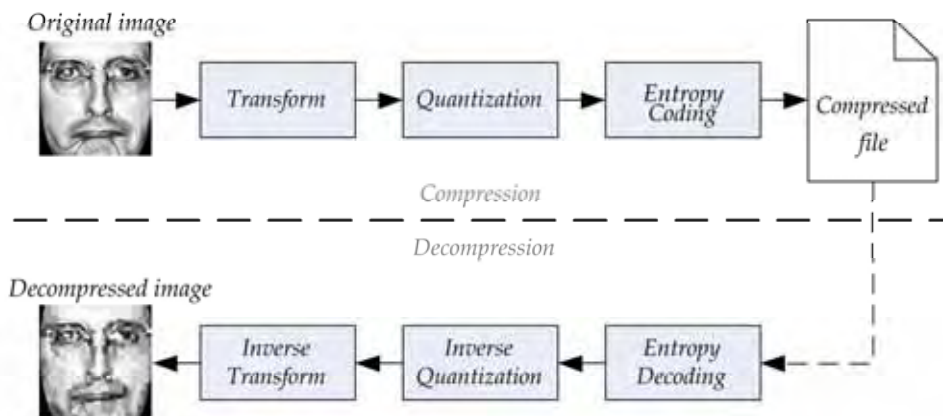 Original image
Transform
Quantization
Entropy
Coding
Compressed
file
Compression
Decompression
Decompressed image
Inverse
Transform
Inverse
Quantization
Entropy
Decoding